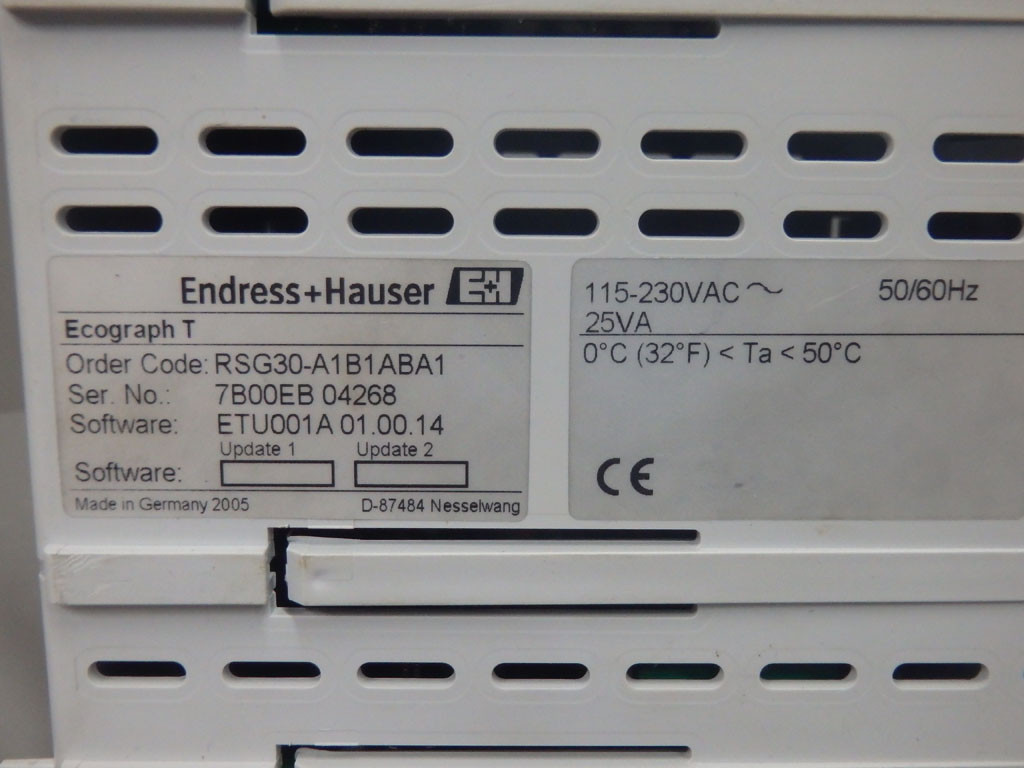 Endress+Hauser E+H
Ecograph T
Order Code: RSG30-A1B1ABA1
Ser. No.: 7B00EB 04268
Software: ETU001A 01.00.14
Update 1 Update 2
Software:
Made in Germany 2005 D-87484 Nesselwang
115-230VAC ~ 50/60Hz
25VA
0°C (32°F) < Ta < 50°C
CE